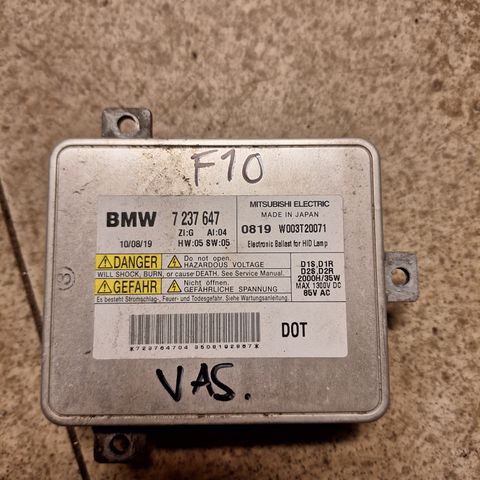 F10
BMW 7 237 647
ZI:G AI:04
10/08/19 HW:05 SW:05
MITSUBISHI ELECTRIC
MADE IN JAPAN
0819 W003T20071
Electronic Ballast for HID Lamp
DANGER Do not open.
HAZARDOUS VOLTAGE
WILL SHOCK, BURN, or cause DEATH. See Service Manual.
GEFAHR Nicht öffnen.
GEFÄHRLICHE SPANNUNG
Es besteht Stromschlag-, Feuer- und Todesgefahr. Siehe Wartungsanleitung.
D1S,D1R
D2S,D2R
2000H/35W
MAX 1300V DC
85V AC
DOT
VAS.